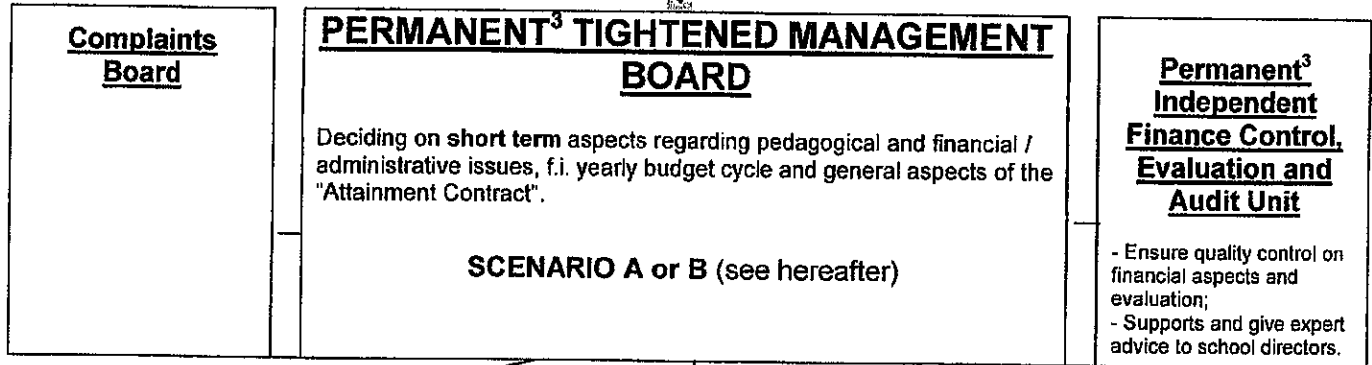 Complaints
Board
PERMANENT³ TIGHTENED MANAGEMENT
BOARD
Deciding on short term aspects regarding pedagogical and financial /
administrative issues, f.i. yearly budget cycle and general aspects of the
"Attainment Contract".
SCENARIO A or B (see hereafter)
Permanent³
Independent
Finance Control,
Evaluation and
Audit Unit
- Ensure quality control on
financial aspects and
evaluation;
- Supports and give expert
advice to school directors.